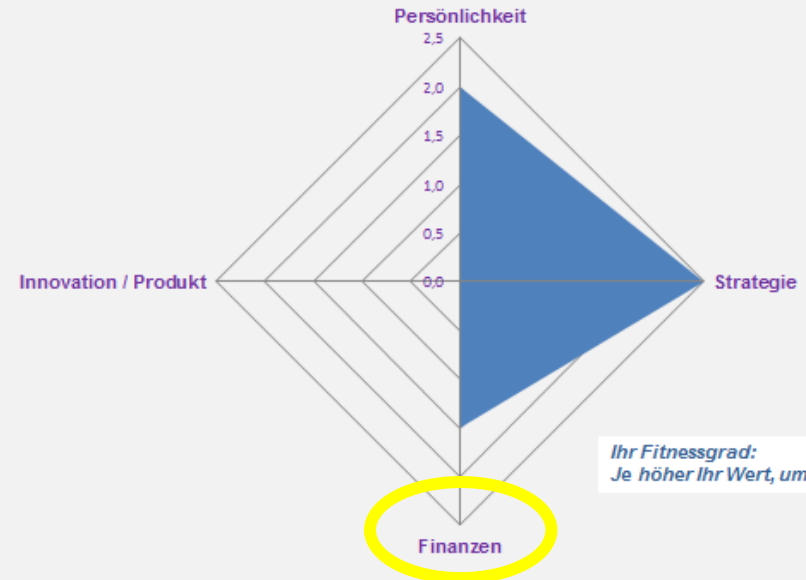 Persönlichkeit
2,5
2,0
1,5
1,0
0,5
Innovation / Produkt
0,0
Strategie
Ihr Fitnessgrad:
Je höher Ihr Wert, um
Finanzen